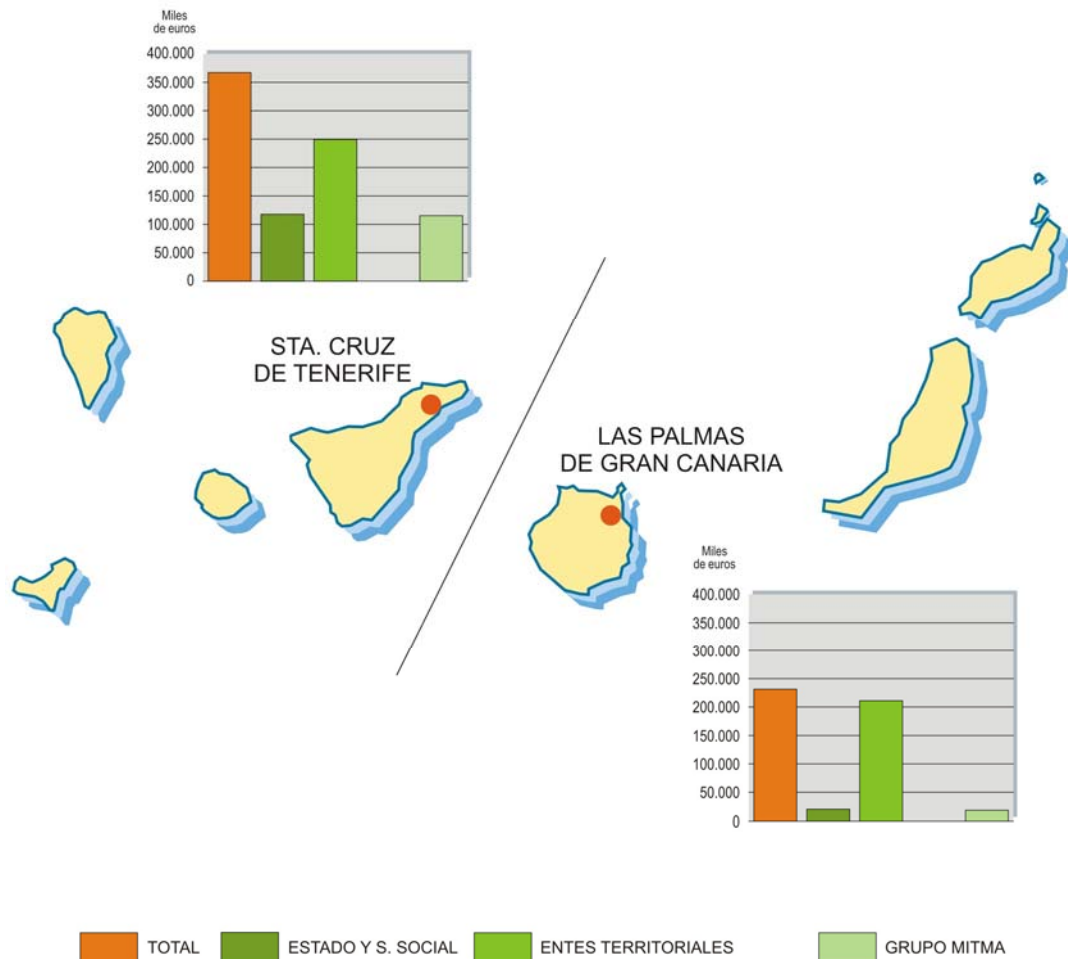 Miles
de euros
400.000
350.000
300.000
250.000
200.000
150.000
100.000
50.000
0
STA. CRUZ
DE TENERIFE
LAS PALMAS
DE GRAN CANARIA
Miles
de euros
400.000
350.000
300.000
250.000
200.000
150.000
100.000
50.000
0
TOTAL
ESTADO Y S. SOCIAL
ENTES TERRITORIALES
GRUPO MITMA